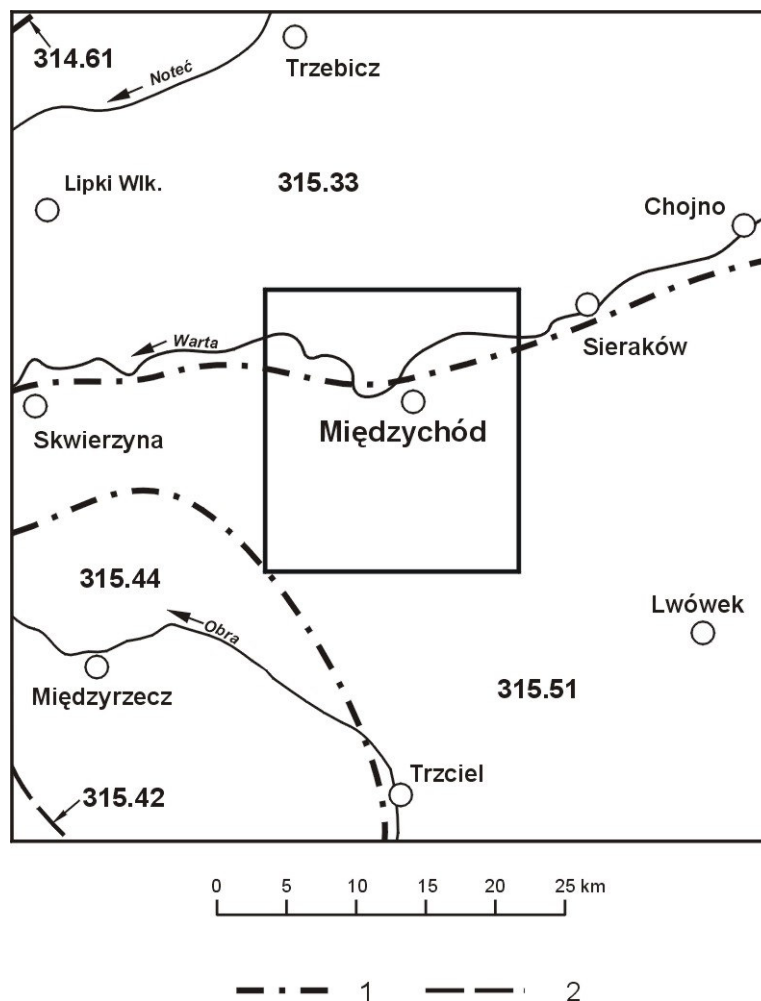 314.61
Noteć
Trzebicz
Lipki Wlk.
315.33
Chojno
Warta
Sieraków
Skwierzyna
Międzychód
315.44
Obra
Lwówek
Międzyrzecz
315.51
Trzciel
315.42
0 5 10 15 20 25 km
1 2